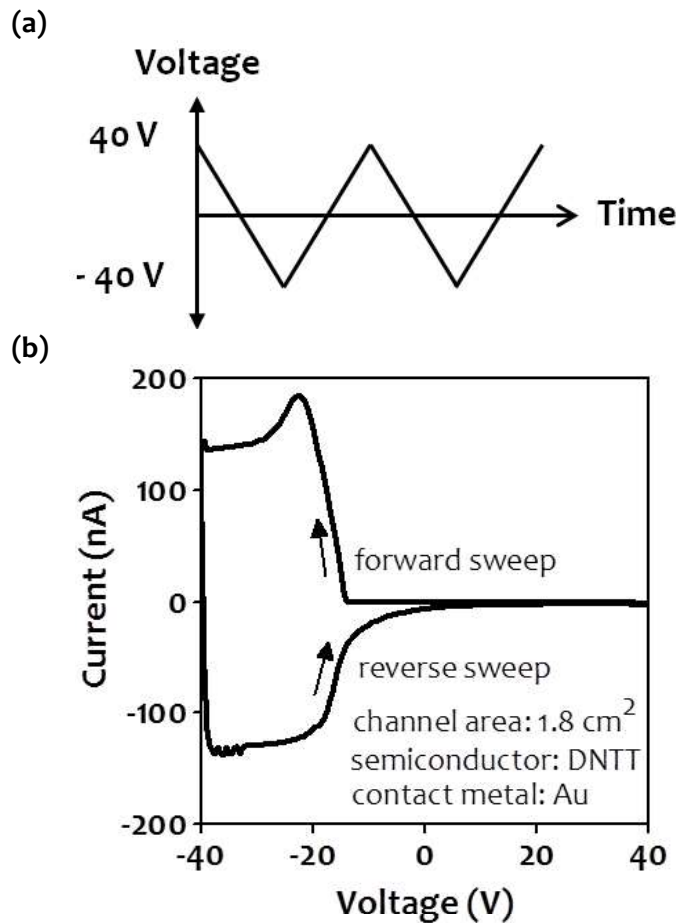 (a)
Voltage
40 V
Time
- 40 V
(b)
200
100
0
-100
-200
Current (nA)
forward sweep
reverse sweep
channel area: 1.8 cm²
semiconductor: DNTT
contact metal: Au
-40
-20
0
20
40
Voltage (V)